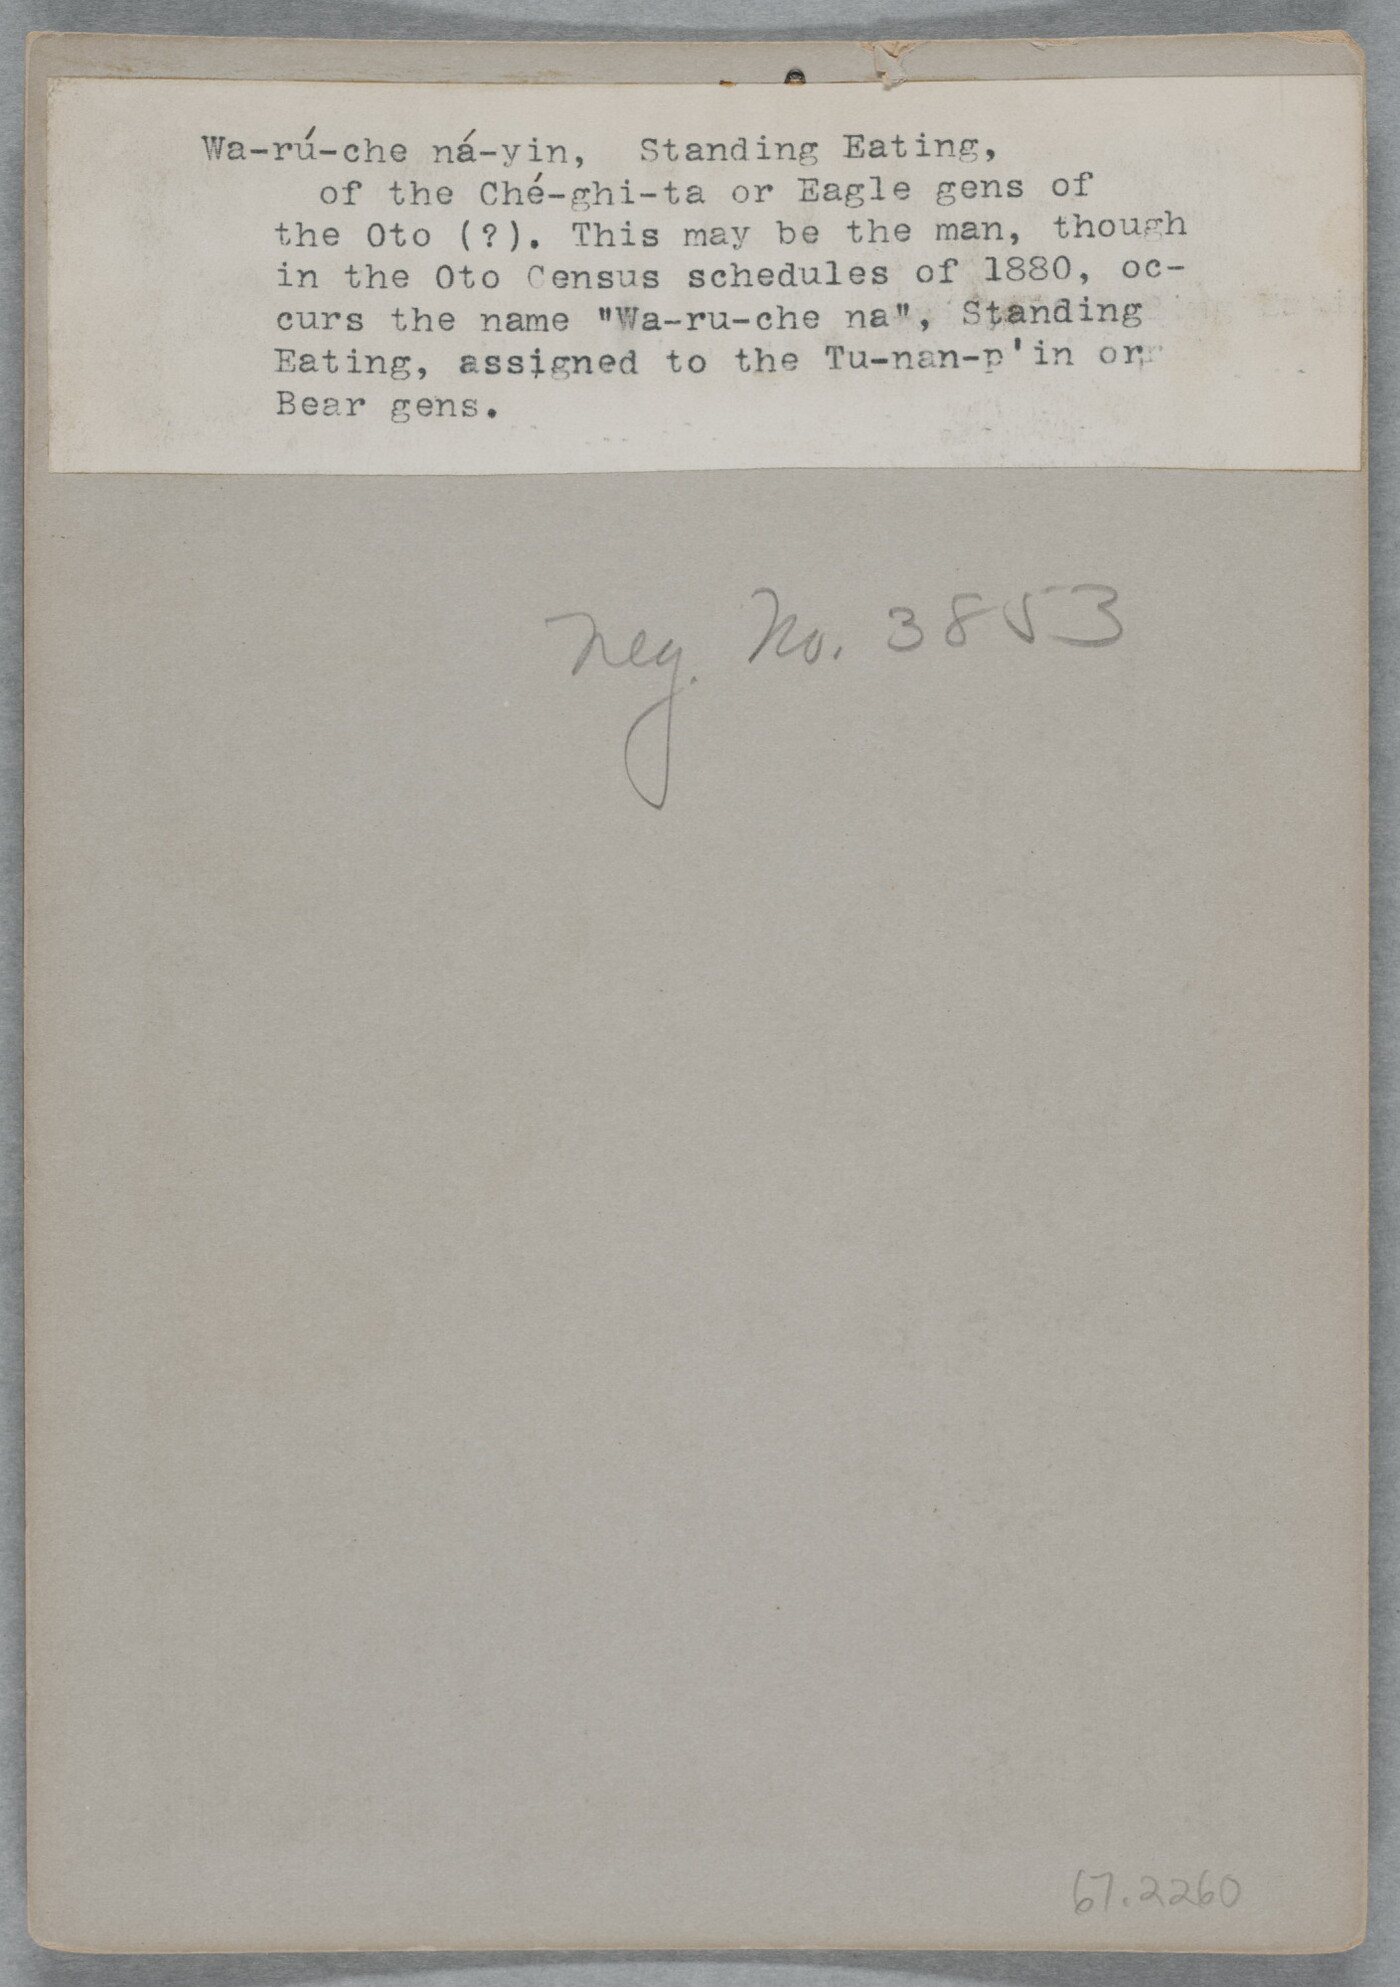 Wa-rú-che ná-yin, Standing Eating,
of the Ché-ghi-ta or Eagle gens of
the Oto (?). This may be the man, though
in the Oto Census schedules of 1880, oc-
curs the name "Wa-ru-che na", Standing
Eating, assigned to the Tu-nan-p'in or
Bear gens.
Neg. No. 3853
67.2260